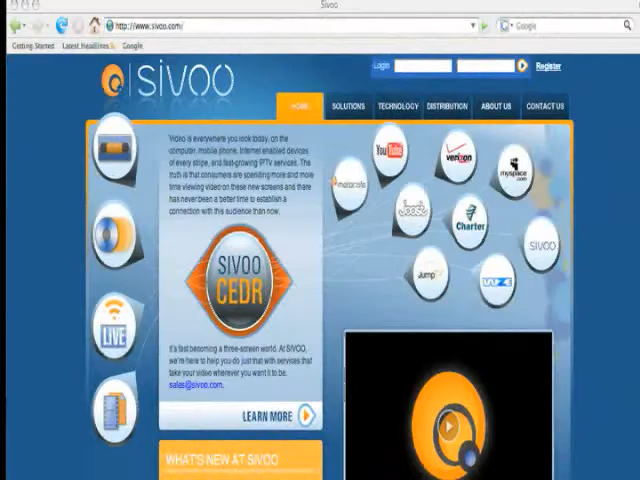 Sivoo
http://www.sivoo.com/
Google
Getting Started
Latest Headlines
Google
SIVOO
Login
Register
HOME
SOLUTIONS
TECHNOLOGY
DISTRIBUTION
ABOUT US
CONTACT US
Video is everywhere you look today, on the
computer, mobile phone, Internet enabled devices
of every stripe, and fast-growing IPTV services. The
truth is that consumers are spending more and more
time viewing video on these new screens and there
has never been a better time to establish a
connection with this audience than now.
YouTube
verizon
myspace
.com
motorola
Joost
Charter
SIVOO
Jump
SIVOO
CEDR
LIVE
It's fast becoming a three-screen world. At SIVOO,
we're here to help you do just that with services that
take your video wherever you want it to be.
sales@sivoo.com.
LEARN MORE
WHAT'S NEW AT SIVOO